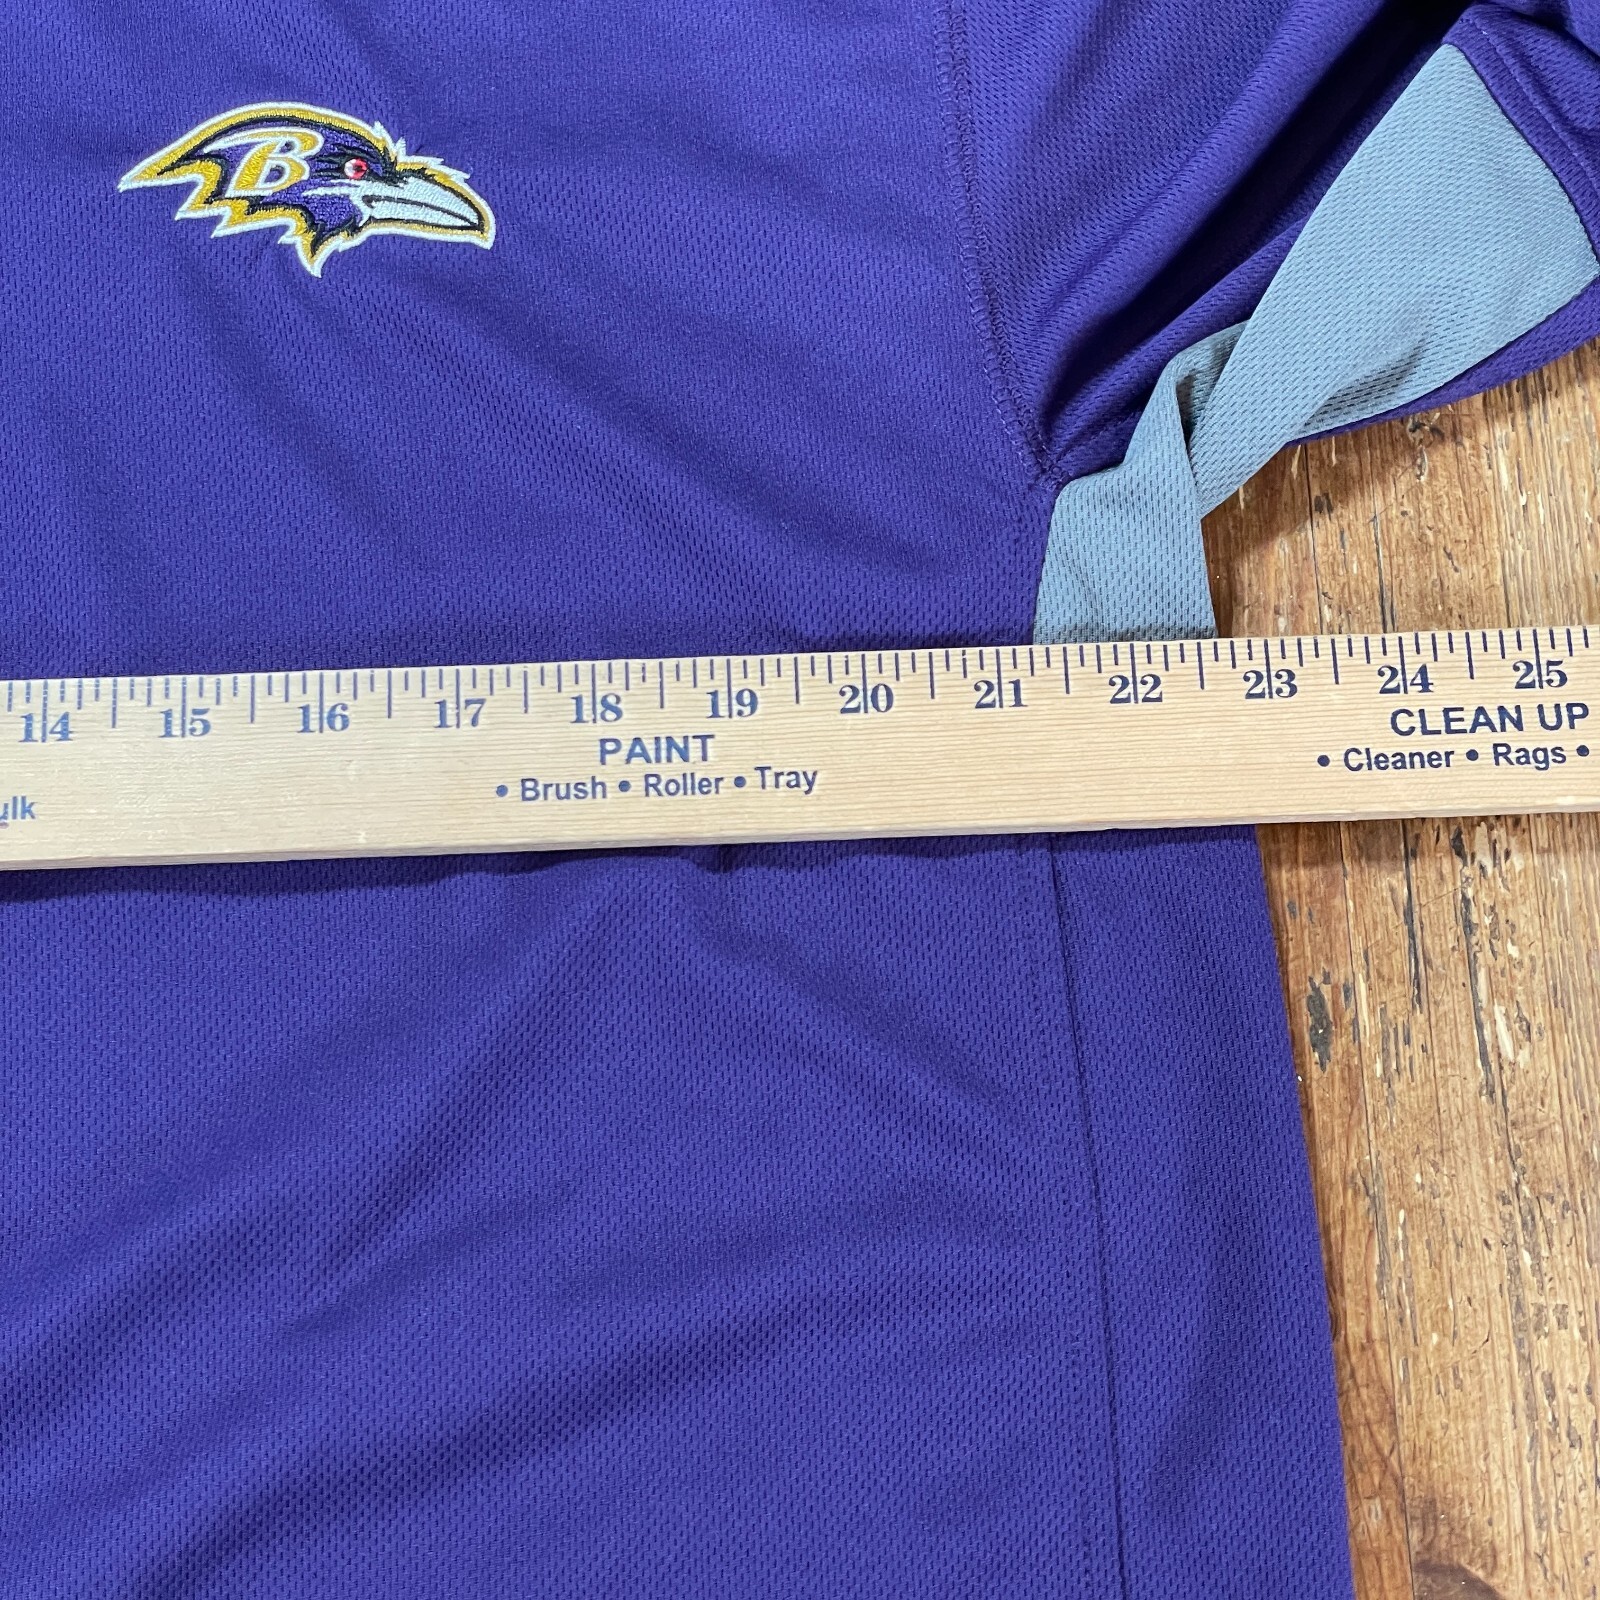 B
14 15 16 17 18 19 20 21 22 23 24 25
PAINT
• Brush • Roller • Tray
CLEAN UP
• Cleaner • Rags •
ulk